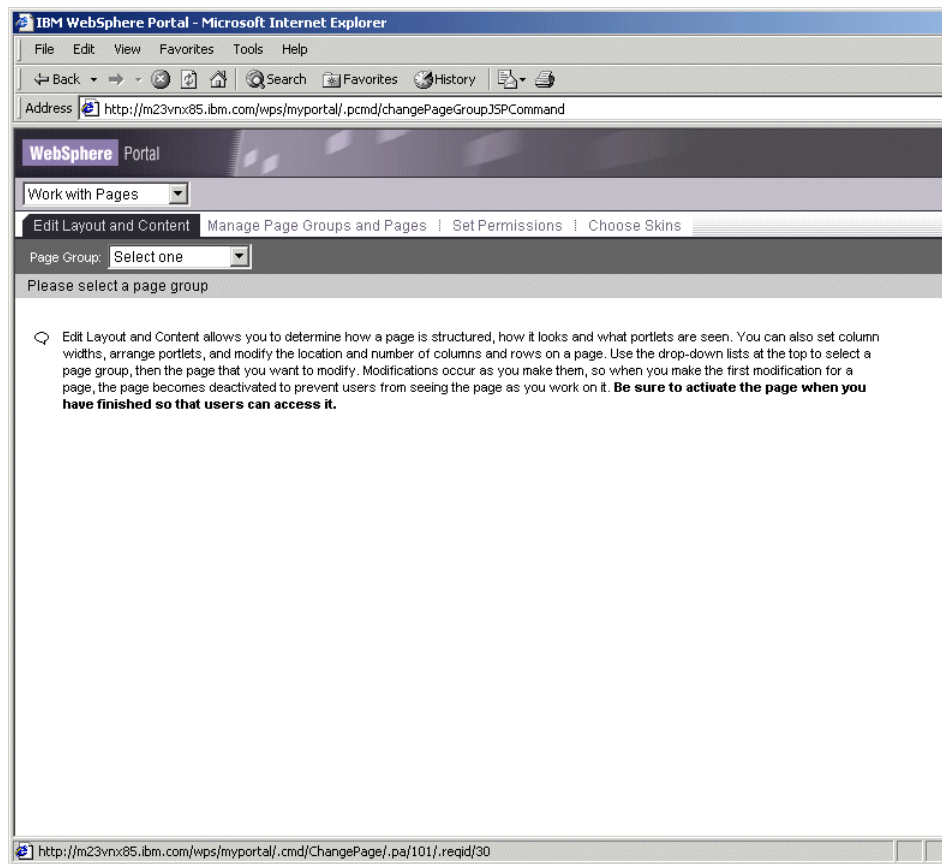 IBM WebSphere Portal - Microsoft Internet Explorer
File Edit View Favorites Tools Help
Back Search Favorites History
Address http://m23vnx85.ibm.com/wps/myportal/.pcmd/changePageGroupJSPCommand
WebSphere Portal
Work with Pages
Edit Layout and Content Manage Page Groups and Pages Set Permissions Choose Skins
Page Group: Select one
Please select a page group
Edit Layout and Content allows you to determine how a page is structured, how it looks and what portlets are seen. You can also set column
widths, arrange portlets, and modify the location and number of columns and rows on a page. Use the drop-down lists at the top to select a
page group, then the page that you want to modify. Modifications occur as you make them, so when you make the first modification for a
page, the page becomes deactivated to prevent users from seeing the page as you work on it. Be sure to activate the page when you
have finished so that users can access it.
http://m23vnx85.ibm.com/wps/myportal/.cmd/ChangePage/.pa/101/.reqid/30